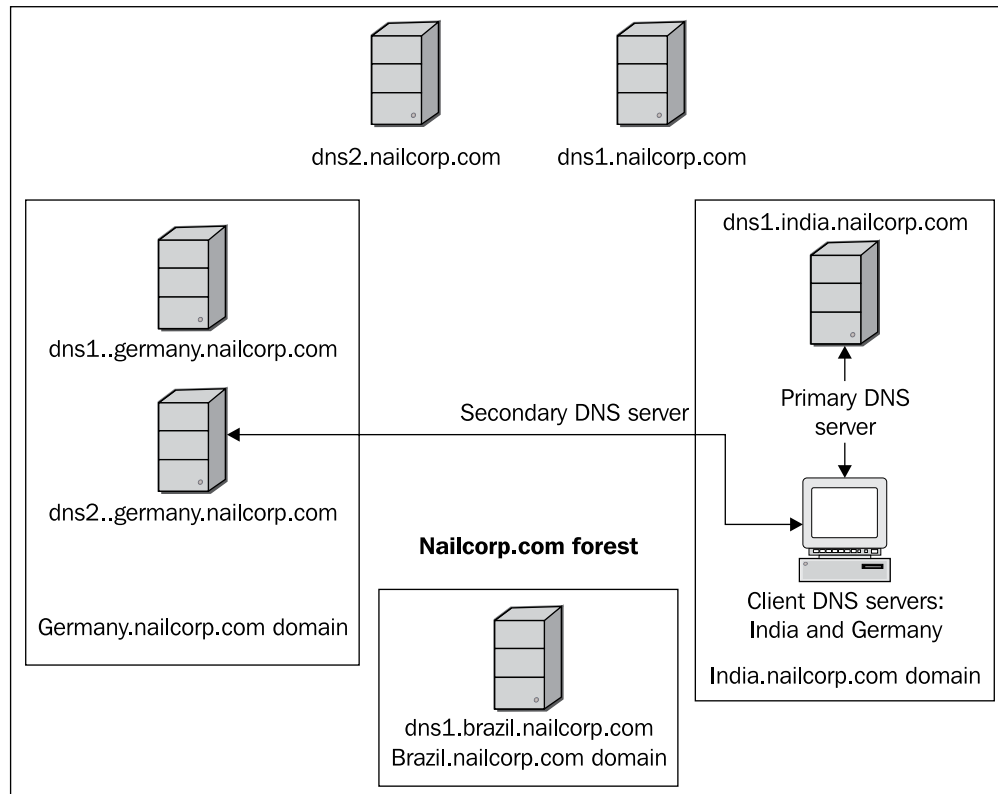 dns2.nailcorp.com
dns1.nailcorp.com
dns1..germany.nailcorp.com
dns2..germany.nailcorp.com
Germany.nailcorp.com domain
Secondary DNS server
dns1.india.nailcorp.com
Primary DNS
server
Client DNS servers:
India and Germany
India.nailcorp.com domain
Nailcorp.com forest
dns1.brazil.nailcorp.com
Brazil.nailcorp.com domain